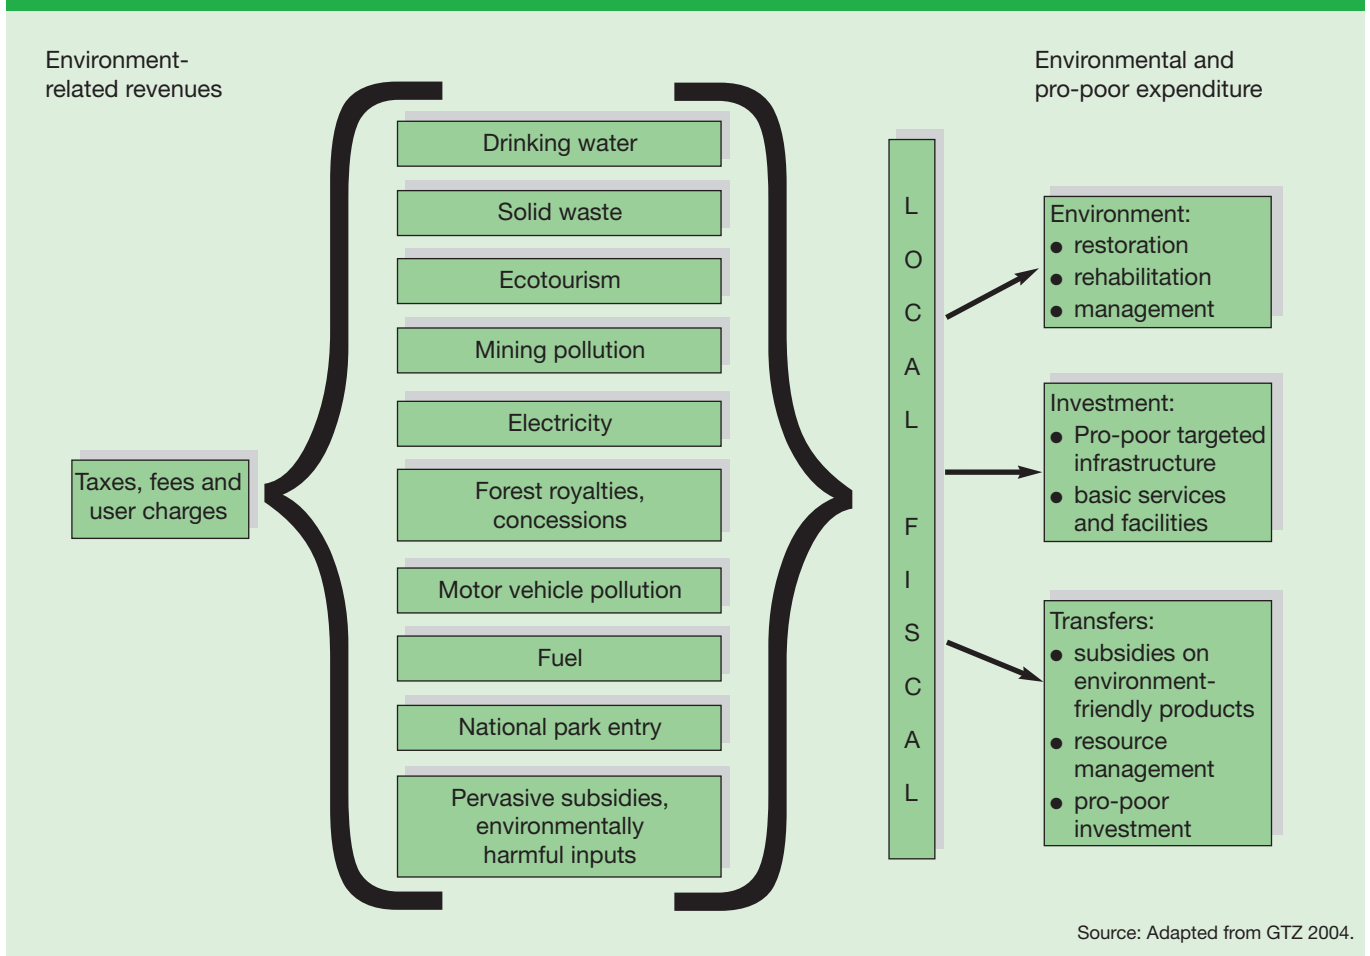 Environment-
related revenues
Environmental and
pro-poor expenditure
Taxes, fees and
user charges
Drinking water
Solid waste
Ecotourism
Mining pollution
Electricity
Forest royalties,
concessions
Motor vehicle pollution
Fuel
National park entry
Pervasive subsidies,
environmentally
harmful inputs
LOCAL FISCAL
Environment:
● restoration
● rehabilitation
● management
Investment:
● Pro-poor targeted
infrastructure
● basic services
and facilities
Transfers:
● subsidies on
environment-
friendly products
● resource
management
● pro-poor
investment
Source: Adapted from GTZ 2004.